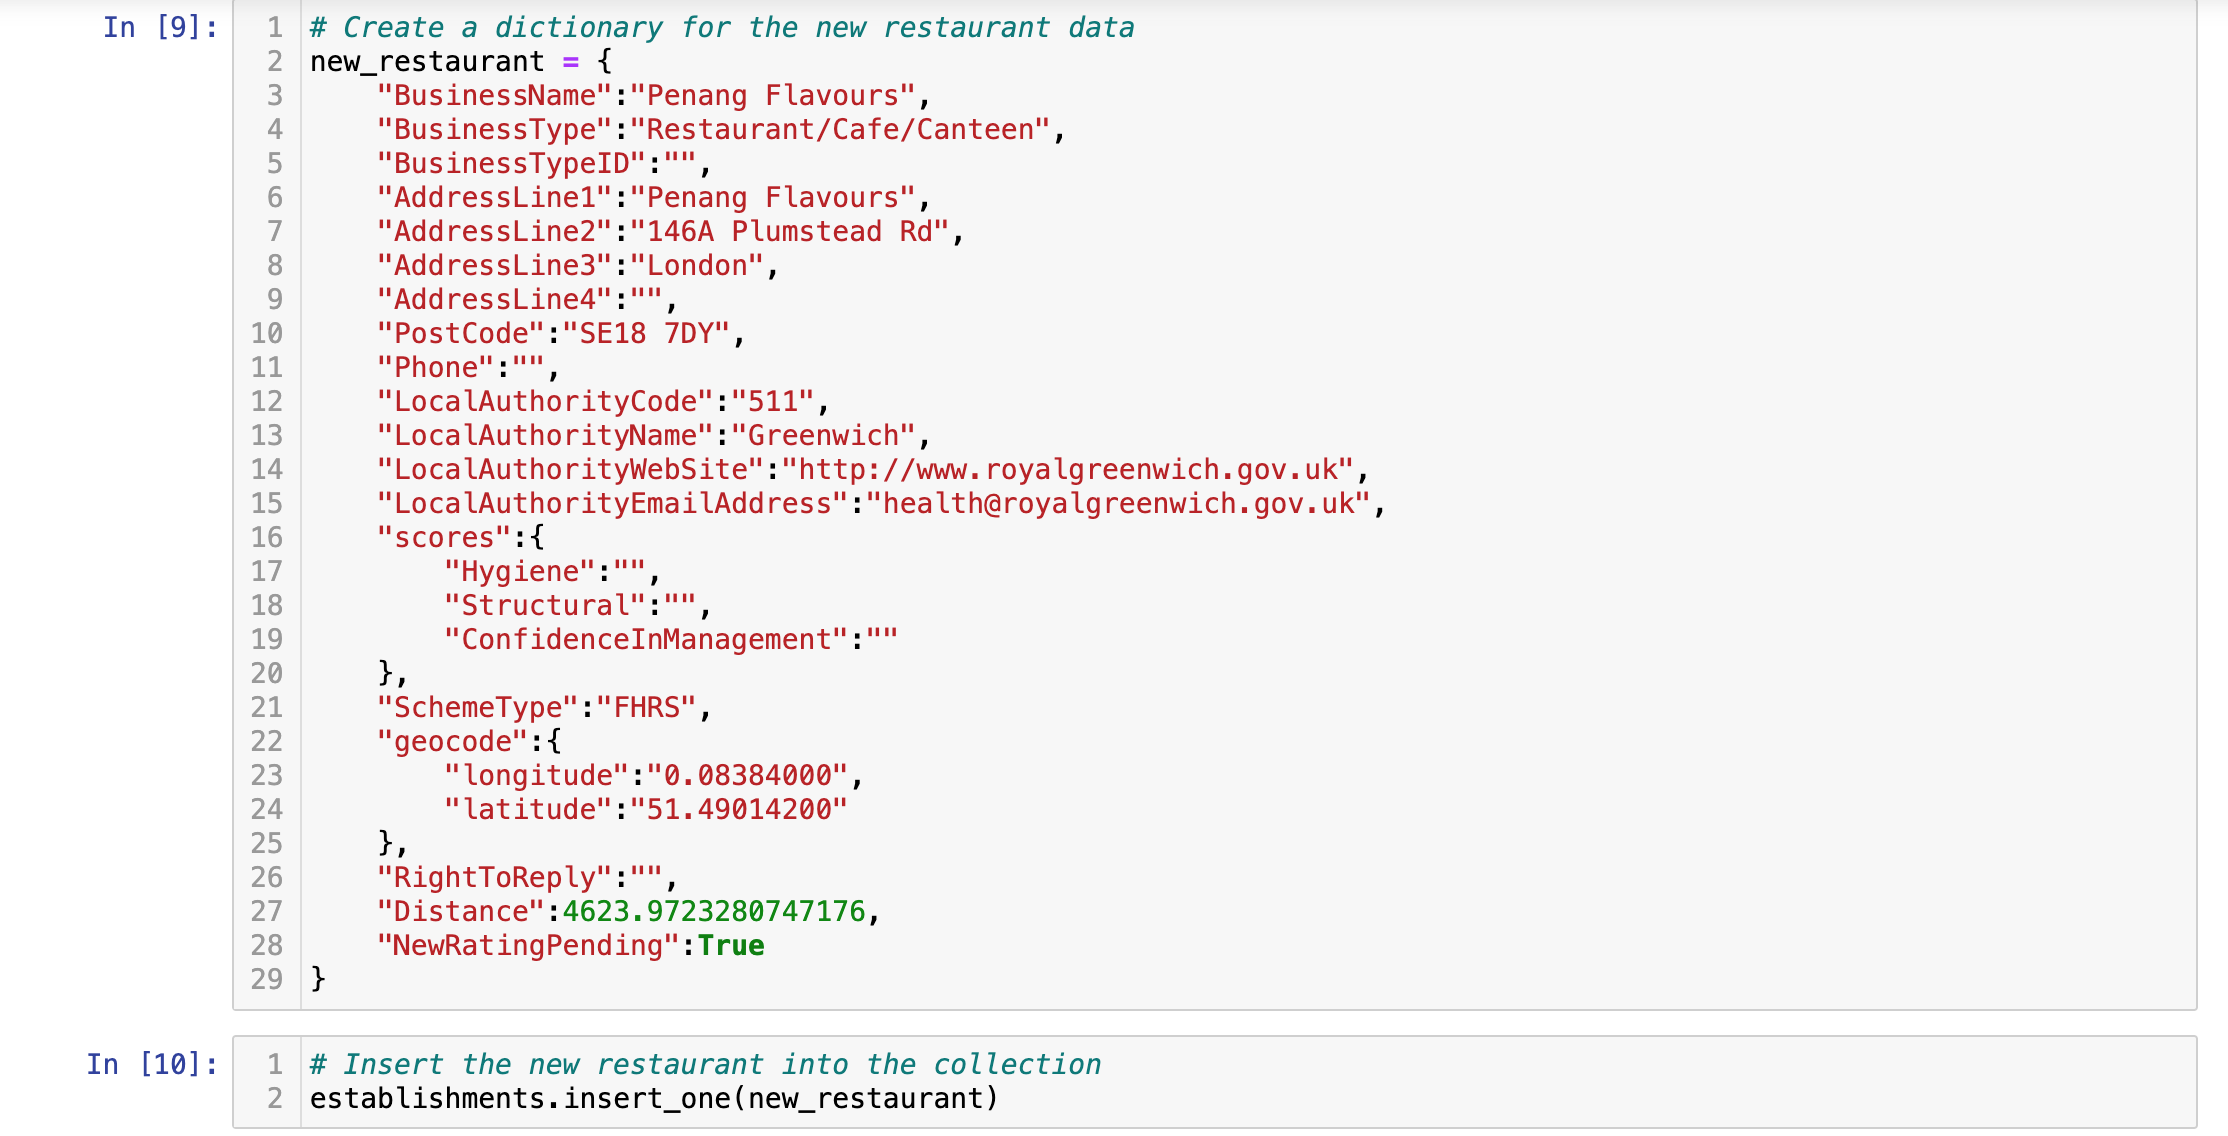 In [9]:
1 # Create a dictionary for the new restaurant data
2 new_restaurant = {
3     "BusinessName":"Penang Flavours",
4     "BusinessType":"Restaurant/Cafe/Canteen",
5     "BusinessTypeID":"",
6     "AddressLine1":"Penang Flavours",
7     "AddressLine2":"146A Plumstead Rd",
8     "AddressLine3":"London",
9     "AddressLine4":"",
10     "PostCode":"SE18 7DY",
11     "Phone":"",
12     "LocalAuthorityCode":"511",
13     "LocalAuthorityName":"Greenwich",
14     "LocalAuthorityWebSite":"http://www.royalgreenwich.gov.uk",
15     "LocalAuthorityEmailAddress":"health@royalgreenwich.gov.uk",
16     "scores":{
17         "Hygiene":"",
18         "Structural":"",
19         "ConfidenceInManagement":""
20     },
21     "SchemeType":"FHRS",
22     "geocode":{
23         "longitude":"0.08384000",
24         "latitude":"51.49014200"
25     },
26     "RightToReply":"",
27     "Distance":4623.9723280747176,
28     "NewRatingPending":True
29 }
In [10]:
1 # Insert the new restaurant into the collection
2 establishments.insert_one(new_restaurant)